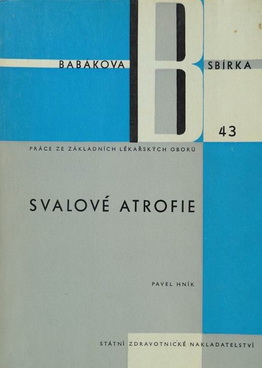 BABÁKOVA B SBÍRKA
43
PRÁCE ZE ZÁKLADNÍCH LÉKAŘSKÝCH OBORŮ
SVALOVÉ ATROFIE
PAVEL HNÍK
STÁTNÍ ZDRAVOTNICKÉ NAKLADATELSTVÍ